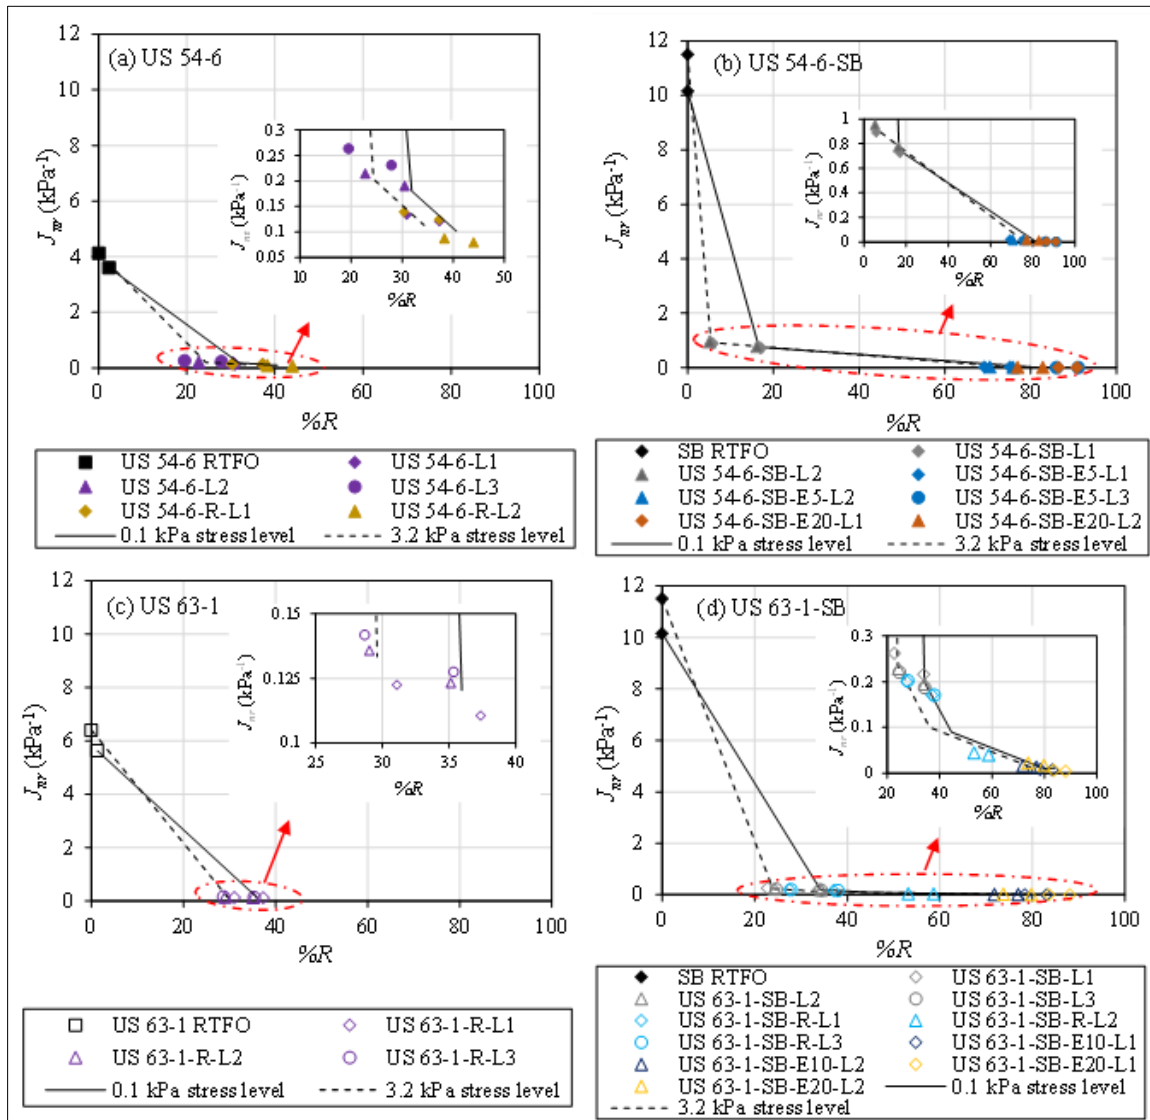 (a) US 54-6
J_nr (kPa⁻¹)
12
10
8
6
4
2
0
0 20 40 60 80 100
%R
J_nr (kPa⁻¹)
0.3
0.25
0.2
0.15
0.1
0.05
10 20 30 40 50
%R
US 54-6 RTFO US 54-6-L1
US 54-6-L2 US 54-6-L3
US 54-6-R-L1 US 54-6-R-L2
0.1 kPa stress level 3.2 kPa stress level
(b) US 54-6-SB
J_nr (kPa⁻¹)
12
10
8
6
4
2
0
0 20 40 60 80 100
%R
J_nr (kPa⁻¹)
1
0.8
0.6
0.4
0.2
0
0 20 40 60 80 100
%R
SB RTFO US 54-6-SB-L1
US 54-6-SB-L2 US 54-6-SB-E5-L1
US 54-6-SB-E5-L2 US 54-6-SB-E5-L3
US 54-6-SB-E20-L1 US 54-6-SB-E20-L2
0.1 kPa stress level 3.2 kPa stress level
(c) US 63-1
J_nr (kPa⁻¹)
12
10
8
6
4
2
0
0 20 40 60 80 100
%R
J_nr (kPa⁻¹)
0.15
0.125
0.1
25 30 35 40
%R
US 63-1 RTFO US 63-1-R-L1
US 63-1-R-L2 US 63-1-R-L3
0.1 kPa stress level 3.2 kPa stress level
(d) US 63-1-SB
J_nr (kPa⁻¹)
12
10
8
6
4
2
0
0 20 40 60 80 100
%R
J_nr (kPa⁻¹)
0.3
0.2
0.1
0
20 40 60 80 100
%R
SB RTFO US 63-1-SB-L1
US 63-1-SB-L2 US 63-1-SB-L3
US 63-1-SB-R-L1 US 63-1-SB-R-L2
US 63-1-SB-R-L3 US 63-1-SB-E10-L1
US 63-1-SB-E10-L2 US 63-1-SB-E20-L1
US 63-1-SB-E20-L2 0.1 kPa stress level
3.2 kPa stress level